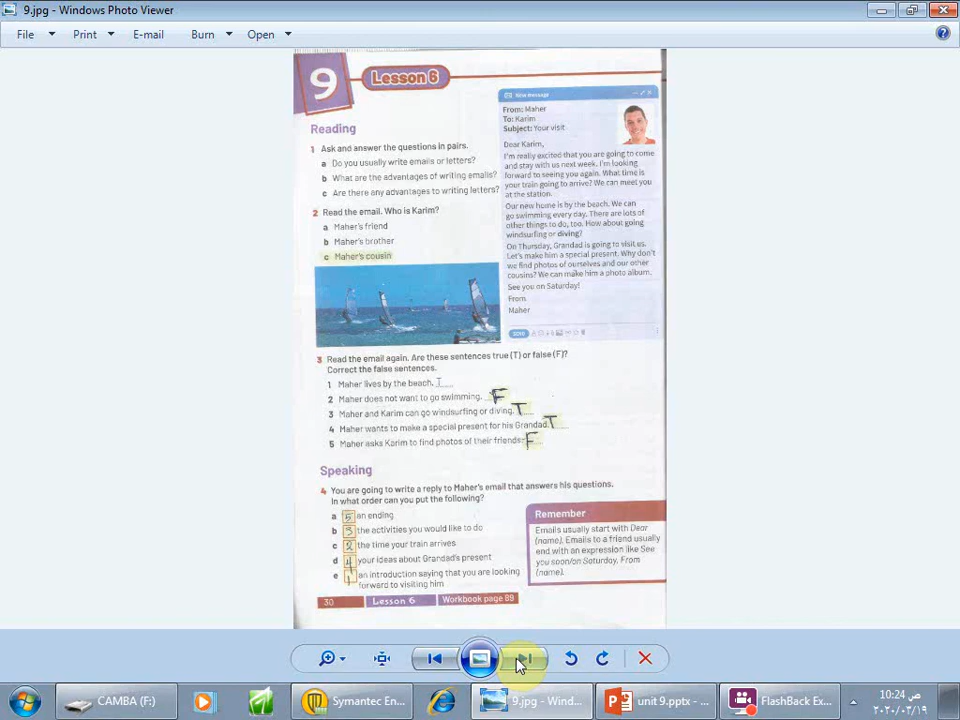 9.jpg - Windows Photo Viewer
File Print E-mail Burn Open
9 Lesson 6
New message
From: Maher
To: Karim
Subject: Your visit
Dear Karim,
I'm really excited that you are going to come
and stay with us next week. I'm looking
forward to seeing you again. What time is
your train going to arrive? We can meet you
at the station.
Our new home is by the beach. We can
go swimming every day. There are lots of
other things to do, too. How about going
windsurfing or diving?
On Thursday, Grandad is going to visit us.
Let's make him a special present. Why don't
we find photos of ourselves and our other
cousins? We can make him a photo album.
See you on Saturday!
From
Maher
Reading
1 Ask and answer the questions in pairs.
a Do you usually write emails or letters?
b What are the advantages of writing emails?
c Are there any advantages to writing letters?
2 Read the email. Who is Karim?
a Maher's friend
b Maher's brother
c Maher's cousin
3 Read the email again. Are these sentences true (T) or false (F)?
Correct the false sentences.
1 Maher lives by the beach. T
2 Maher does not want to go swimming. F
3 Maher and Karim can go windsurfing or diving. T
4 Maher wants to make a special present for his Grandad. T
5 Maher asks Karim to find photos of their friends. F
Speaking
4 You are going to write a reply to Maher's email that answers his questions.
In what order can you put the following?
a 5 an ending
b 3 the activities you would like to do
c 2 the time your train arrives
d 4 your ideas about Grandad's present
e 1 an introduction saying that you are looking
forward to visiting him
Remember
Emails usually start with Dear
(name). Emails to a friend usually
end with an expression like See
you soon/on Saturday, From
(name).
30 Lesson 6 Workbook page 89
CAMBA (F:)
Symantec En...
9.jpg - Wind...
unit 9.pptx - ...
FlashBack Ex...
10:24 ص
٢٠٢٠/٠٣/١٩